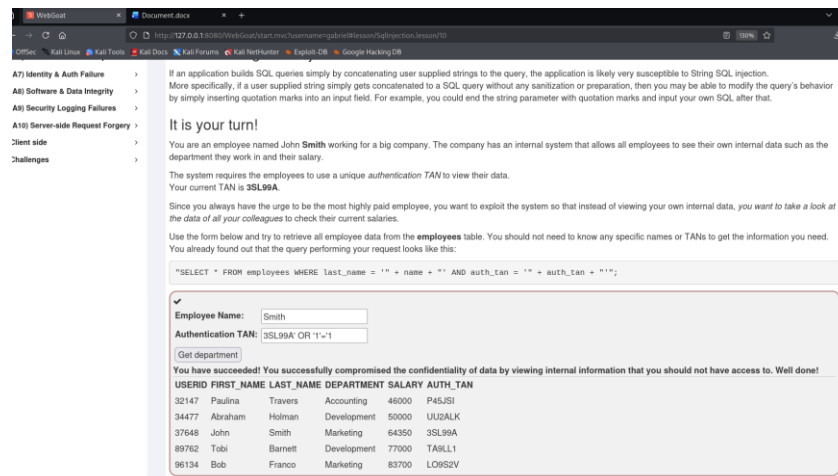 WebGoat
Document.docx
http://127.0.0.1:8080/WebGoat/start.mvc?username=gabriel#lesson/SqlInjection.lesson/10
130%
OffSec Kali Linux Kali Tools Kali Docs Kali Forums Kali NetHunter Exploit-DB Google Hacking DB
A7) Identity & Auth Failure
A8) Software & Data Integrity
A9) Security Logging Failures
A10) Server-side Request Forgery
Client side
Challenges
If an application builds SQL queries simply by concatenating user supplied strings to the query, the application is likely very susceptible to String SQL injection.
More specifically, if a user supplied string simply gets concatenated to a SQL query without any sanitization or preparation, then you may be able to modify the query's behavior
by simply inserting quotation marks into an input field. For example, you could end the string parameter with quotation marks and input your own SQL after that.
It is your turn!
You are an employee named John Smith working for a big company. The company has an internal system that allows all employees to see their own internal data such as the
department they work in and their salary.
The system requires the employees to use a unique authentication TAN to view their data.
Your current TAN is 3SL99A.
Since you always have the urge to be the most highly paid employee, you want to exploit the system so that instead of viewing your own internal data, you want to take a look at
the data of all your colleagues to check their current salaries.
Use the form below and try to retrieve all employee data from the employees table. You should not need to know any specific names or TANs to get the information you need.
You already found out that the query performing your request looks like this:
"SELECT * FROM employees WHERE last_name = '" + name + "' AND auth_tan = '" + auth_tan + "'";
Employee Name: Smith
Authentication TAN: 3SL99A' OR '1'='1
Get department
You have succeeded! You successfully compromised the confidentiality of data by viewing internal information that you should not have access to. Well done!
USERID FIRST_NAME LAST_NAME DEPARTMENT SALARY AUTH_TAN
32147 Paulina Travers Accounting 46000 P45JSI
34477 Abraham Holman Development 50000 UU2ALK
37648 John Smith Marketing 64350 3SL99A
89762 Tobi Barnett Development 77000 TA9LL1
96134 Bob Franco Marketing 83700 LO9S2V